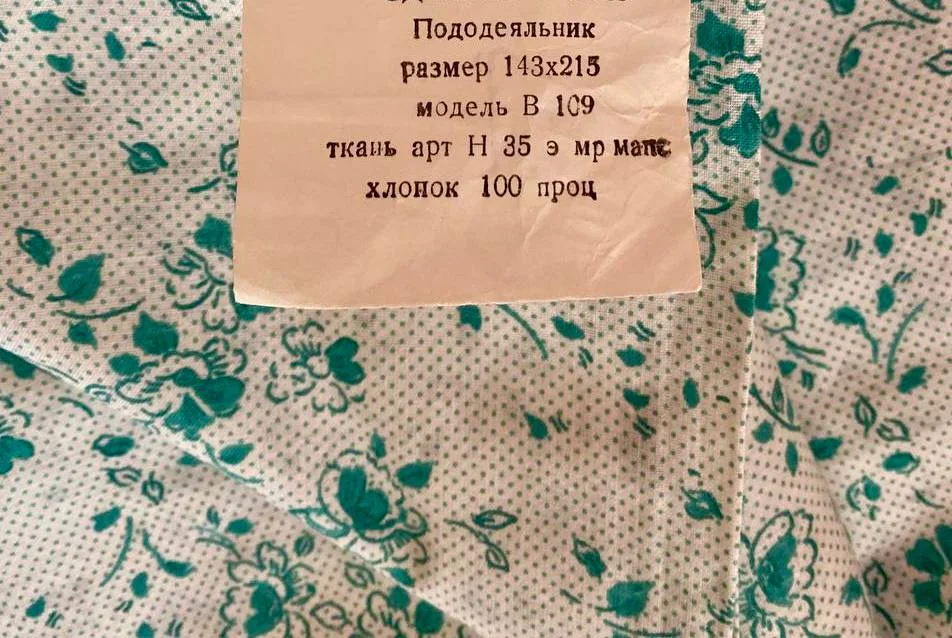 Пододеяльник
размер 143х215
модель В 109
ткань арт Н 35 э мр
хлопок 100 проц